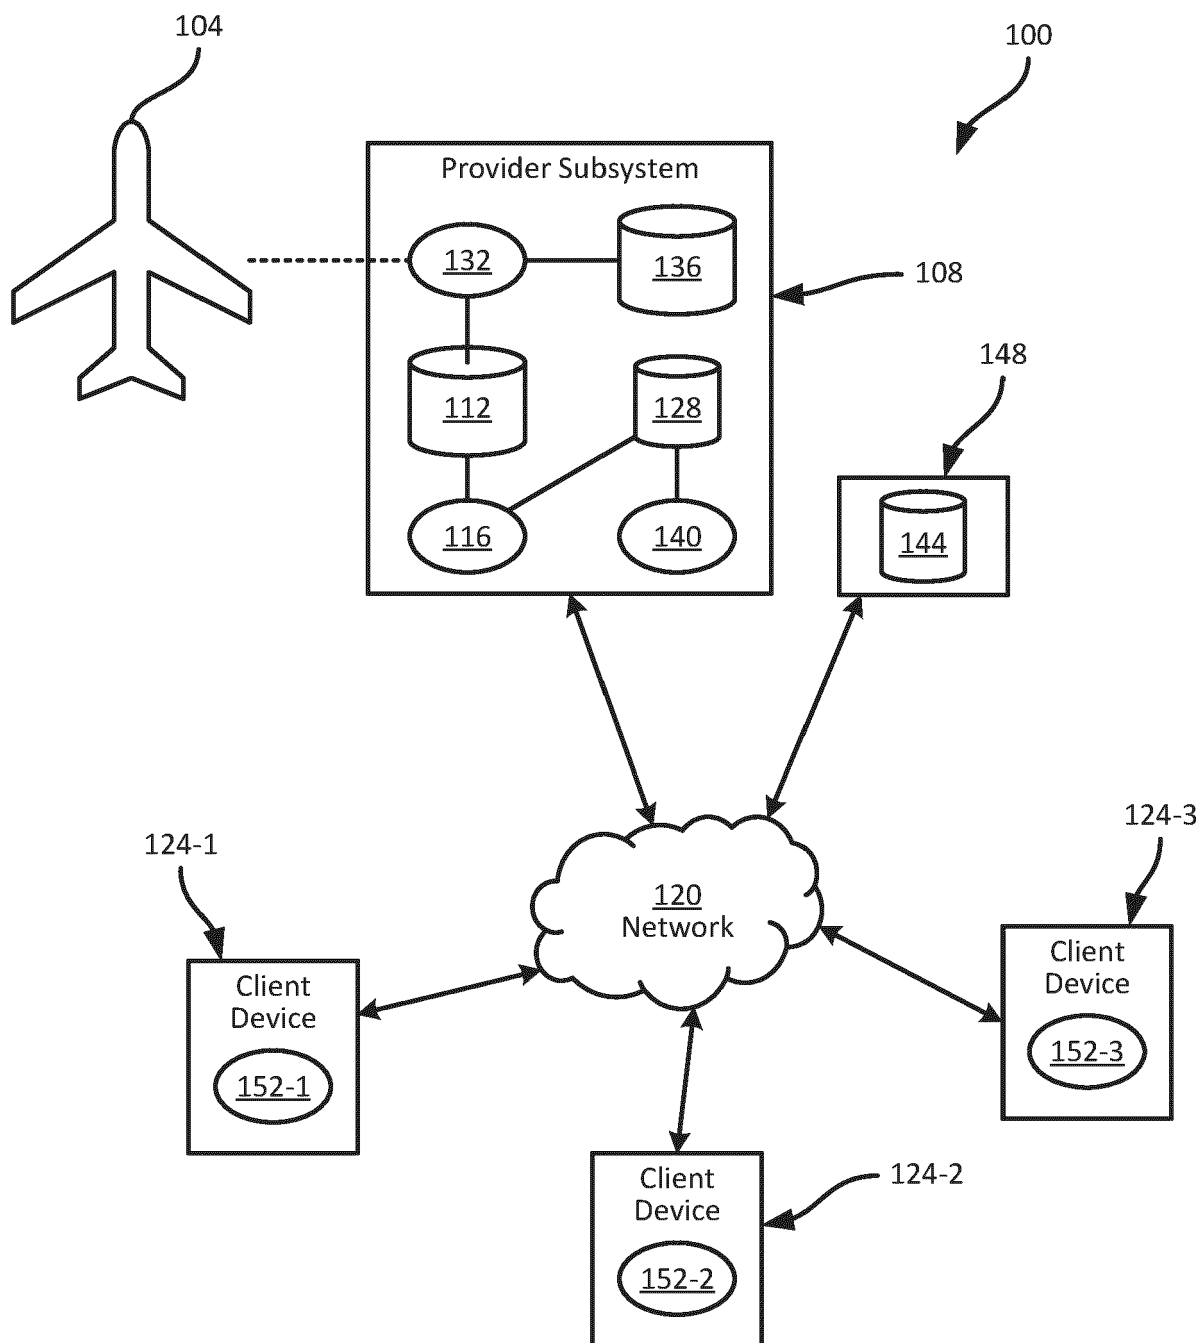 104
100
Provider Subsystem
132
136
108
148
112
128
116
140
144
124-1
124-3
120
Network
Client
Device
152-1
Client
Device
152-3
Client
Device
124-2
152-2